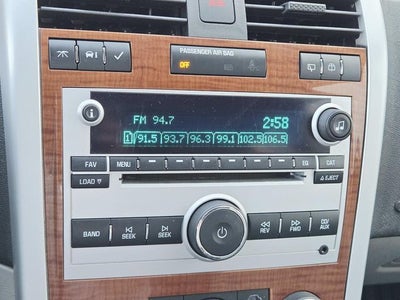 PASSENGER AIR BAG
OFF
i
FM 94.7 2:58
1 91.5 93.7 96.3 99.1 102.5 106.5
FAV MENU EQ CAT
LOAD EJECT
BAND SEEK SEEK REV FWD CD/AUX